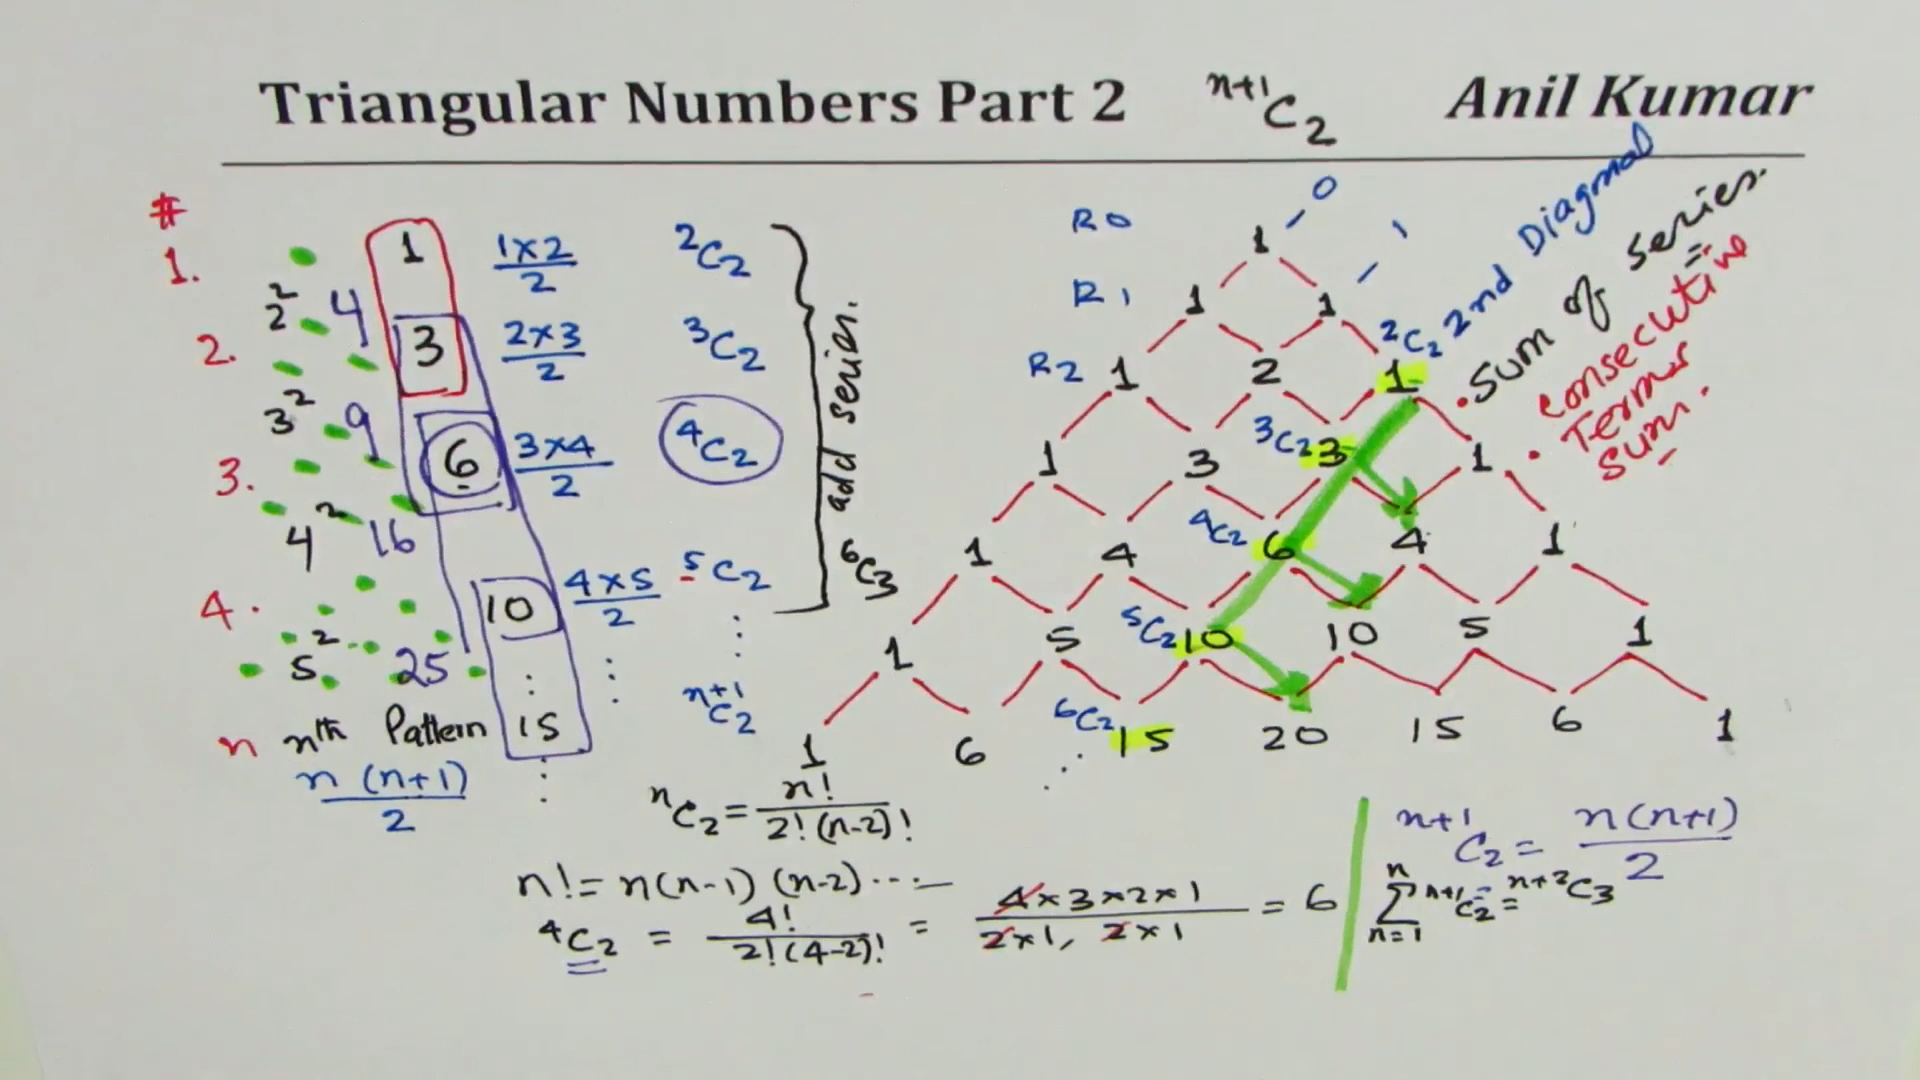 Triangular Numbers Part 2 ⁿ⁺¹C₂ Anil Kumar
#
1. 1 1×2/2 ²C₂
2² 4
2. 3 2×3/2 ³C₂
3² 9
3. 6 3×4/2 ⁴C₂
4² 16
4. 10 4×5/2 ⁵C₂
5² 25 ⋮ ⋮ ⋮
n nth Pattern 15 ⁿ⁺¹C₂
n(n+1)/2 ⋮
add series.
⁶C₃
R0 1 - 0
R1 1 1 - 1
R2 1 2 ²C₂ 1
2nd Diagonal
• Sum of series.
• Consecutive
Terms
Sum.
1 3 ³C₂ 3 1
1 4 ⁴C₂ 6 4 1
1 5 ⁵C₂ 10 10 5 1
1 6 ⁶C₂ 15 20 15 6 1
ⁿC₂ = n!/2!(n-2)!
n! = n(n-1)(n-2)....
⁴C₂ = 4!/2!(4-2)! = 4×3×2×1/2×1, 2×1 = 6
ⁿ⁺¹C₂ = n(n+1)/2
n Σ n=1 ⁿ⁺¹C₂ = ⁿ⁺²C₃